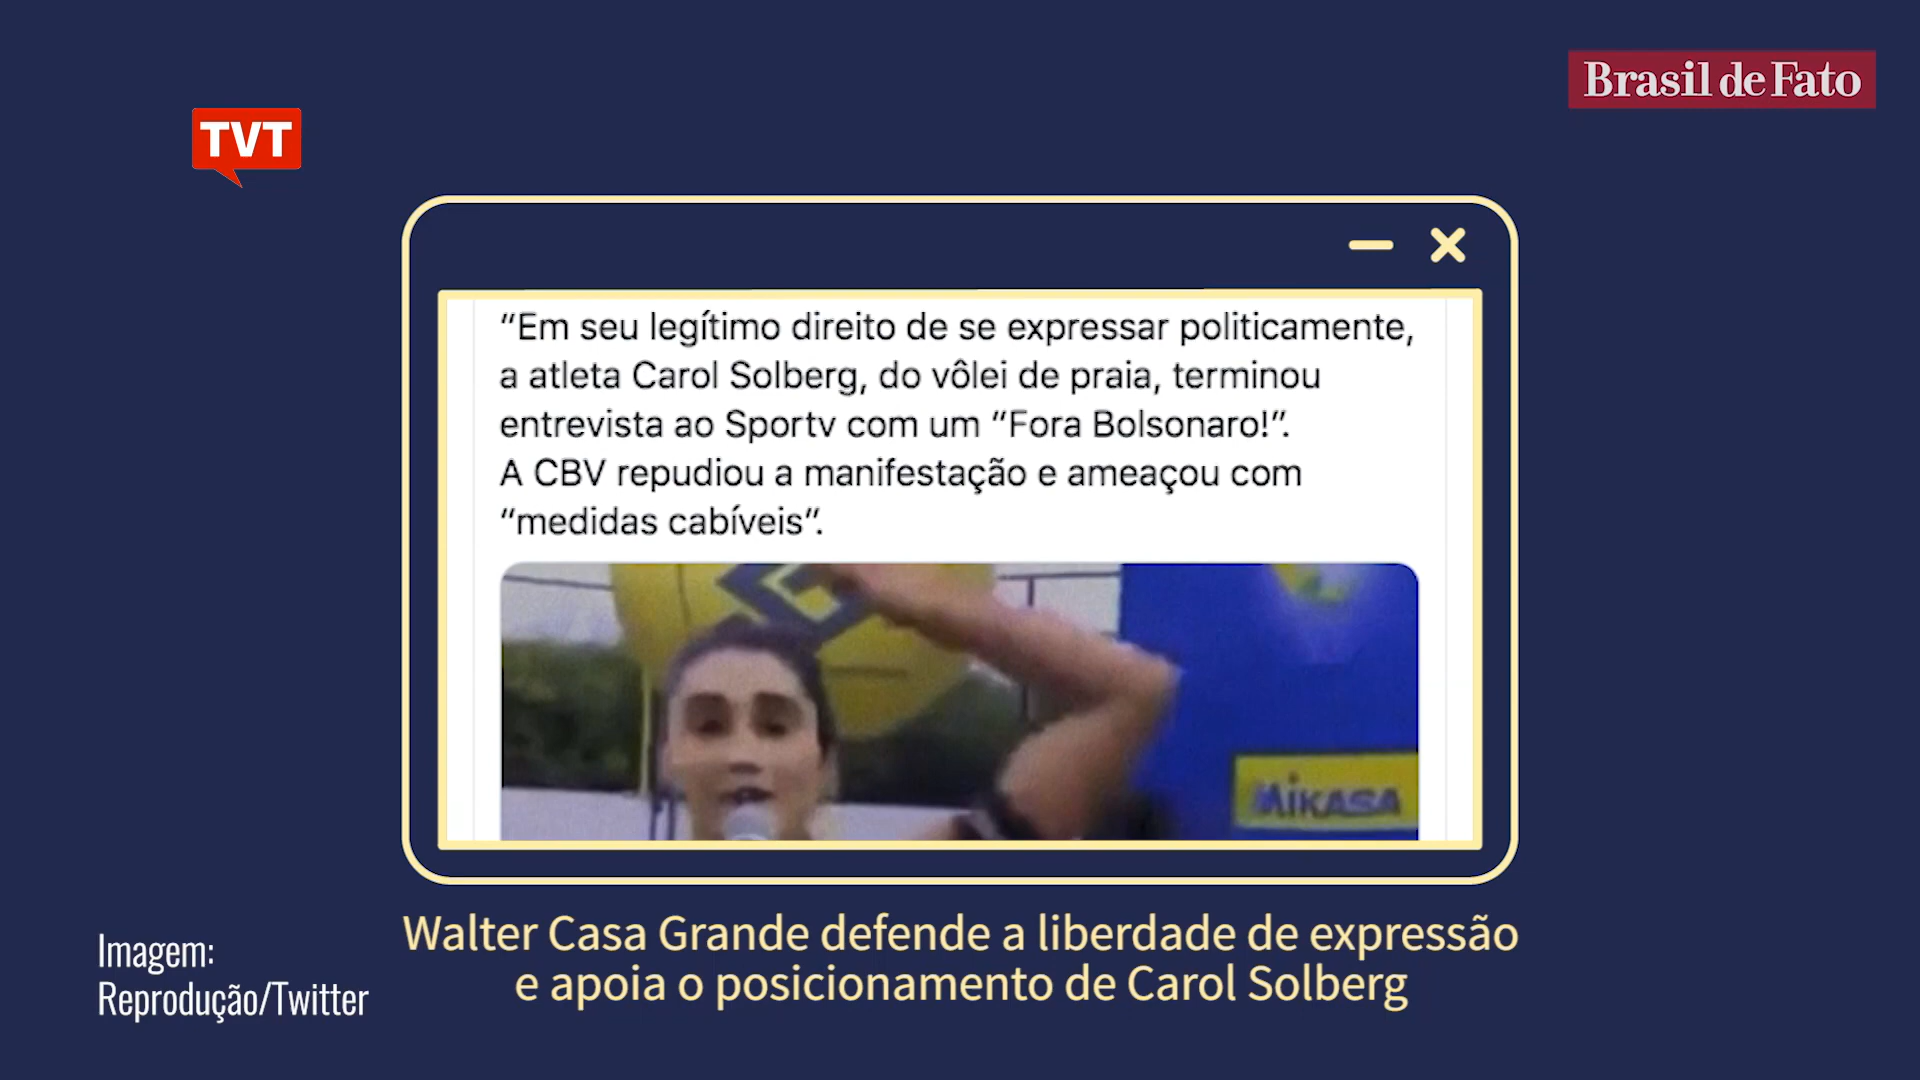 Brasil de Fato
TVT
“Em seu legítimo direito de se expressar politicamente,
a atleta Carol Solberg, do vôlei de praia, terminou
entrevista ao Sportv com um “Fora Bolsonaro!”.
A CBV repudiou a manifestação e ameaçou com
“medidas cabíveis”.
MIKASA
Walter Casa Grande defende a liberdade de expressão
e apoia o posicionamento de Carol Solberg
Imagem:
Reprodução/Twitter